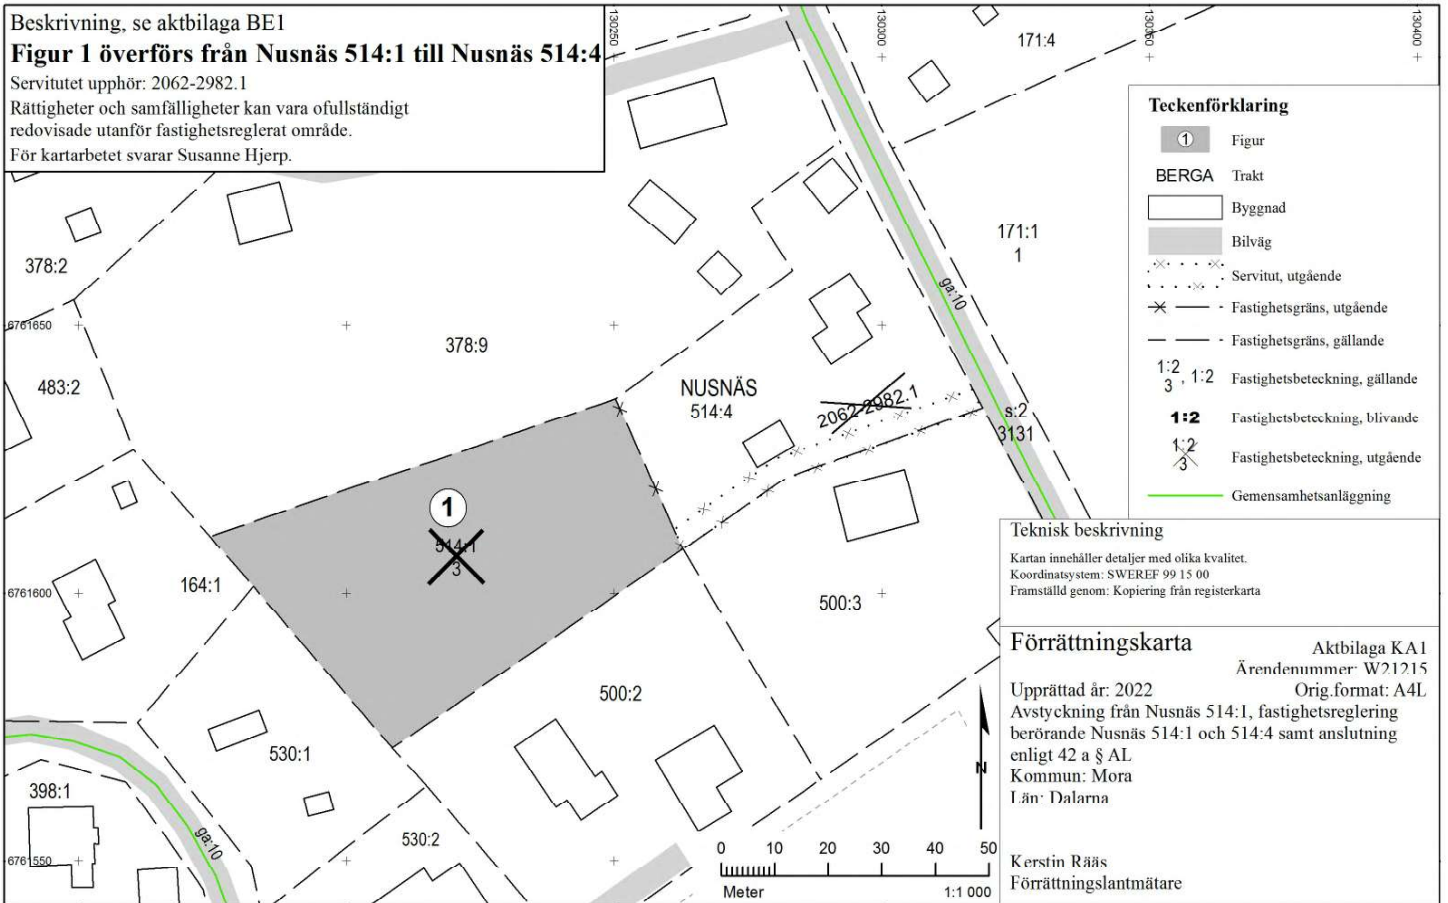 Beskrivning, se aktbilaga BE1
Figur 1 överförs från Nusnäs 514:1 till Nusnäs 514:4
Servitutet upphör: 2062-2982.1
Rättigheter och samfälligheter kan vara ofullständigt
redovisade utanför fastighetsreglerat område.
För kartarbetet svarar Susanne Hjerp.
130250
130300
130350
130400
171:4
Teckenförklaring
1 Figur
BERGA Trakt
Byggnad
Bilväg
Servitut, utgående
Fastighetsgräns, utgående
Fastighetsgräns, gällande
1:2
3 , 1:2 Fastighetsbeteckning, gällande
1:2 Fastighetsbeteckning, blivande
1:2
3 Fastighetsbeteckning, utgående
Gemensamhetsanläggning
378:2
171:1
1
ga:10
6761650
378:9
483:2
NUSNÄS
514:4
2062-2982.1
s:2
3131
1
514:1
3
164:1
6761600
500:3
500:2
530:1
398:1
530:2
ga:10
6761550
Teknisk beskrivning
Kartan innehåller detaljer med olika kvalitet.
Koordinatsystem: SWEREF 99 15 00
Framställd genom: Kopiering från registerkarta
Förrättningskarta
Aktbilaga KA1
Ärendenummer: W21215
Upprättad år: 2022 Orig.format: A4L
Avstyckning från Nusnäs 514:1, fastighetsreglering
berörande Nusnäs 514:1 och 514:4 samt anslutning
enligt 42 a § AL
Kommun: Mora
Län: Dalarna
Kerstin Rääs
Förrättningslantmätare
N
0 10 20 30 40 50
Meter 1:1 000